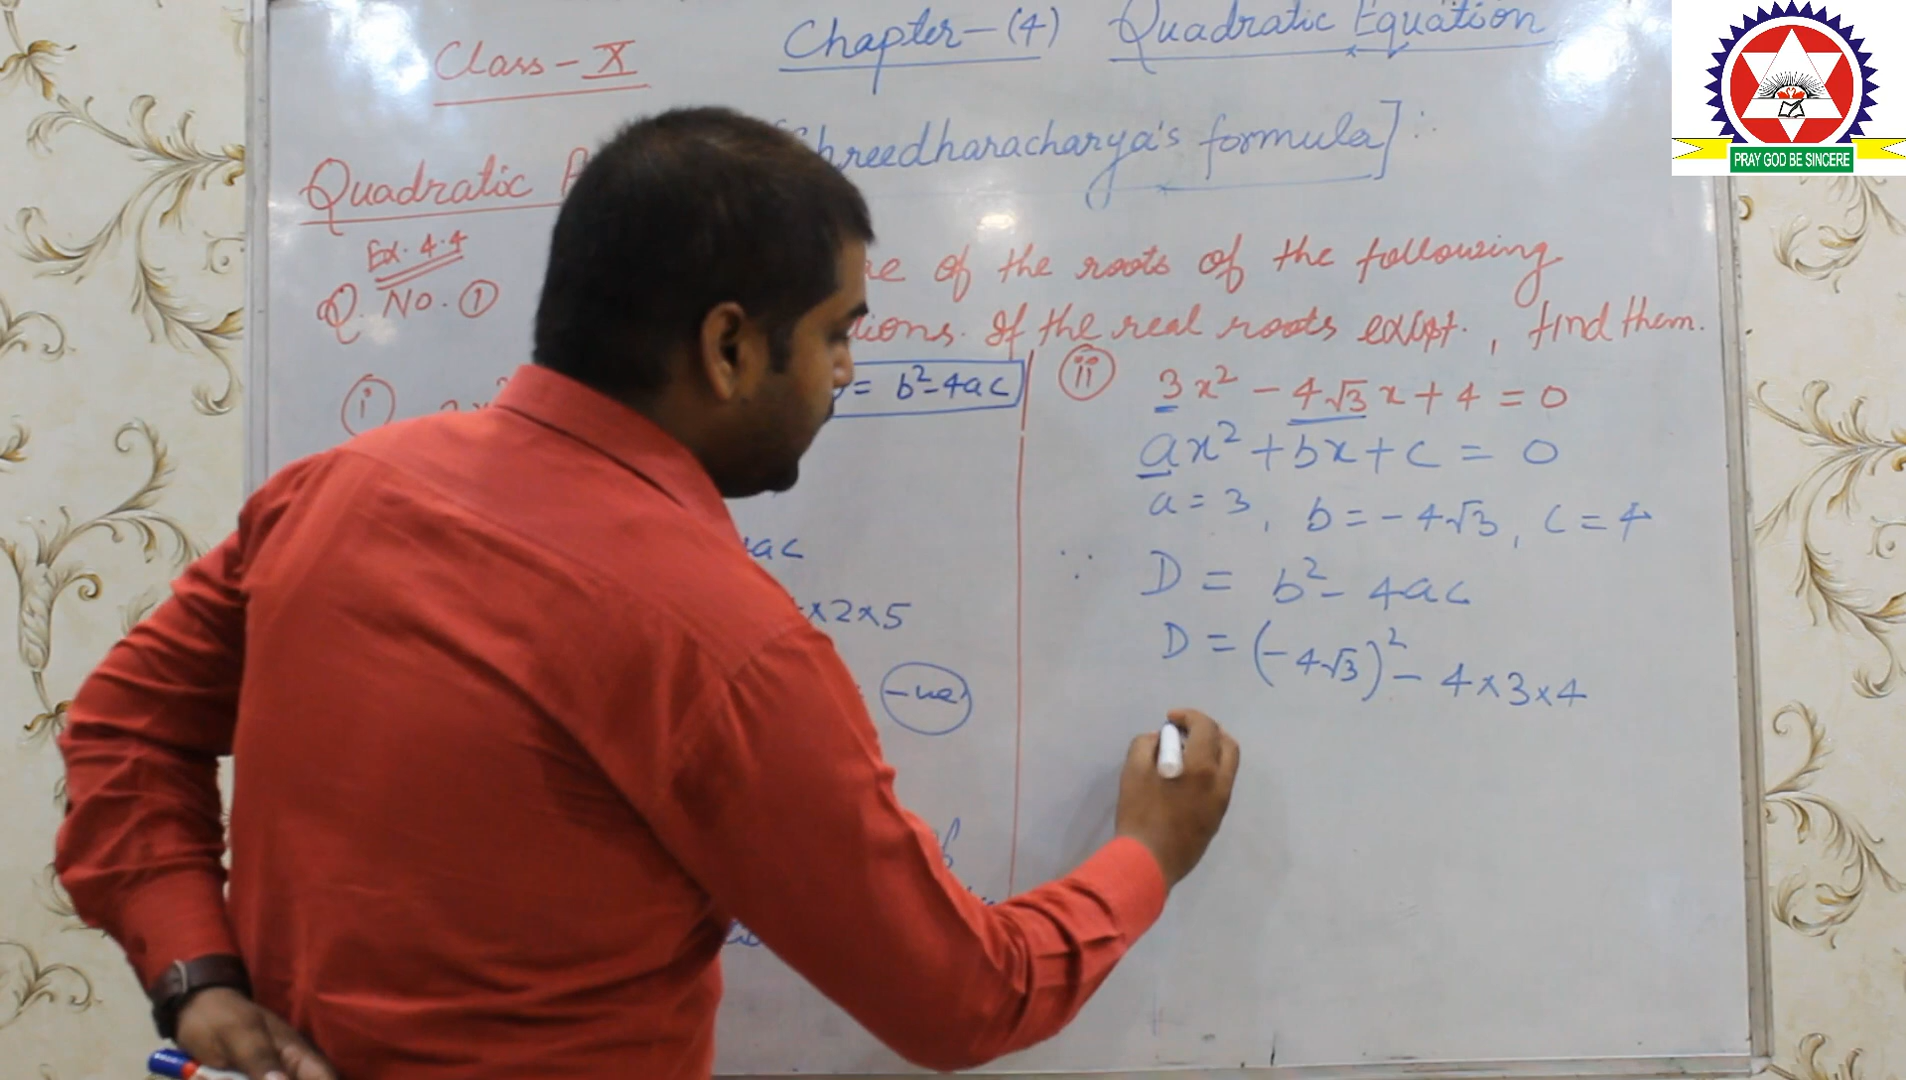 Class - X
Chapter - (4) Quadratic Equation
Quadratic
Shreedharacharya's formula] :
Ex. 4.4
Q. No. ①
of the roots of the following
If the real roots exist, find them.
(i)
= b² - 4ac
ac
×2×5
-ve
(ii) 3x² - 4√3 x + 4 = 0
ax² + bx + c = 0
a = 3, b = -4√3, c = 4
∵ D = b² - 4ac
D = (-4√3)² - 4×3×4
PRAY GOD BE SINCERE